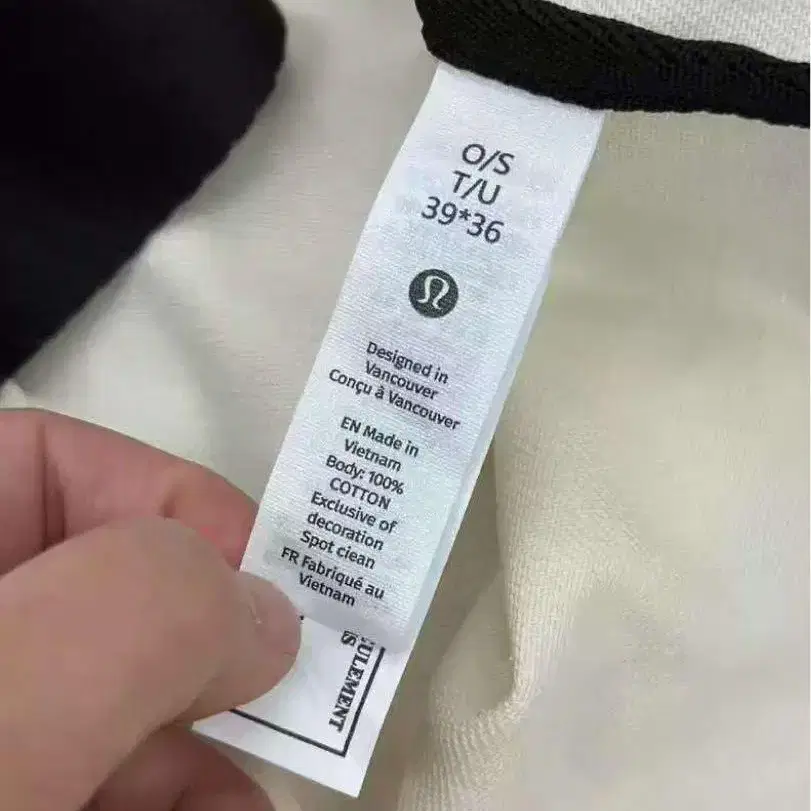 O/S
T/U
39*36
Designed in
Vancouver
Conçu à Vancouver
EN Made in
Vietnam
Body: 100%
COTTON
Exclusive of
decoration
Spot clean
FR Fabriqué au
Vietnam
CULEMENT